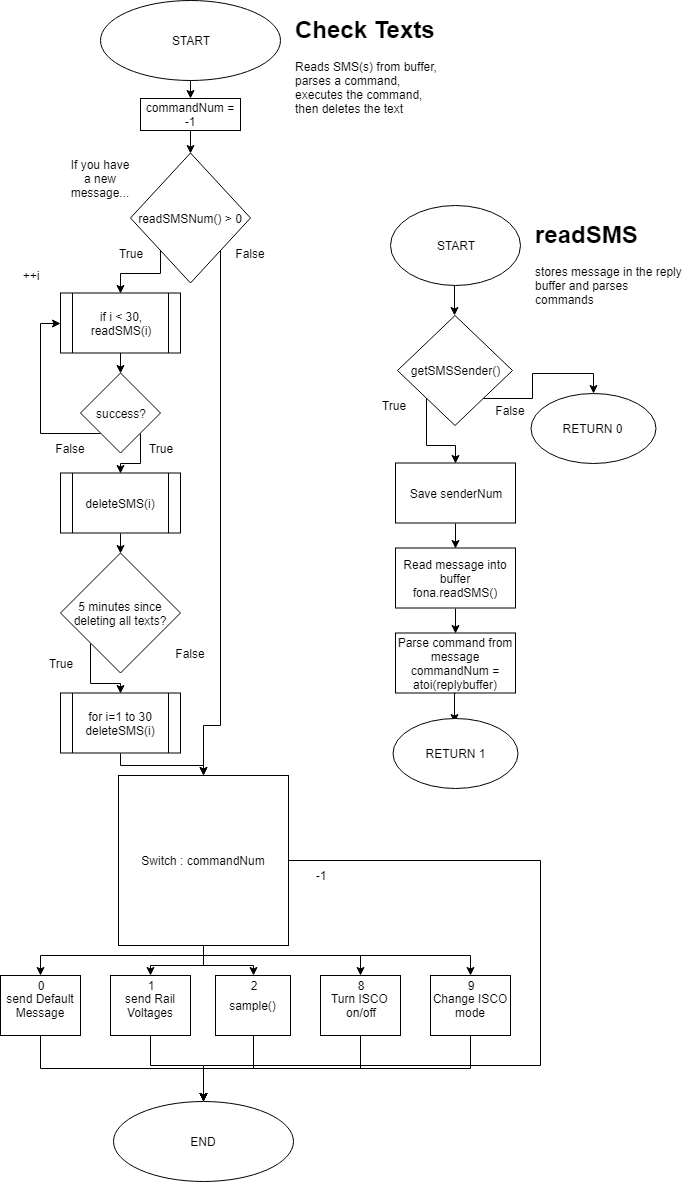 START
Check Texts
Reads SMS(s) from buffer,
parses a command,
executes the command,
then deletes the text
commandNum =
-1
If you have
a new
message...
readSMSNum() > 0
True
False
++i
if i < 30,
readSMS(i)
success?
False
True
deleteSMS(i)
5 minutes since
deleting all texts?
True
False
for i=1 to 30
deleteSMS(i)
Switch : commandNum
-1
0
send Default
Message
1
send Rail
Voltages
2
sample()
8
Turn ISCO
on/off
9
Change ISCO
mode
END
START
readSMS
stores message in the reply
buffer and parses
commands
getSMSSender()
True
False
RETURN 0
Save senderNum
Read message into
buffer
fona.readSMS()
Parse command from
message
commandNum =
atoi(replybuffer)
RETURN 1